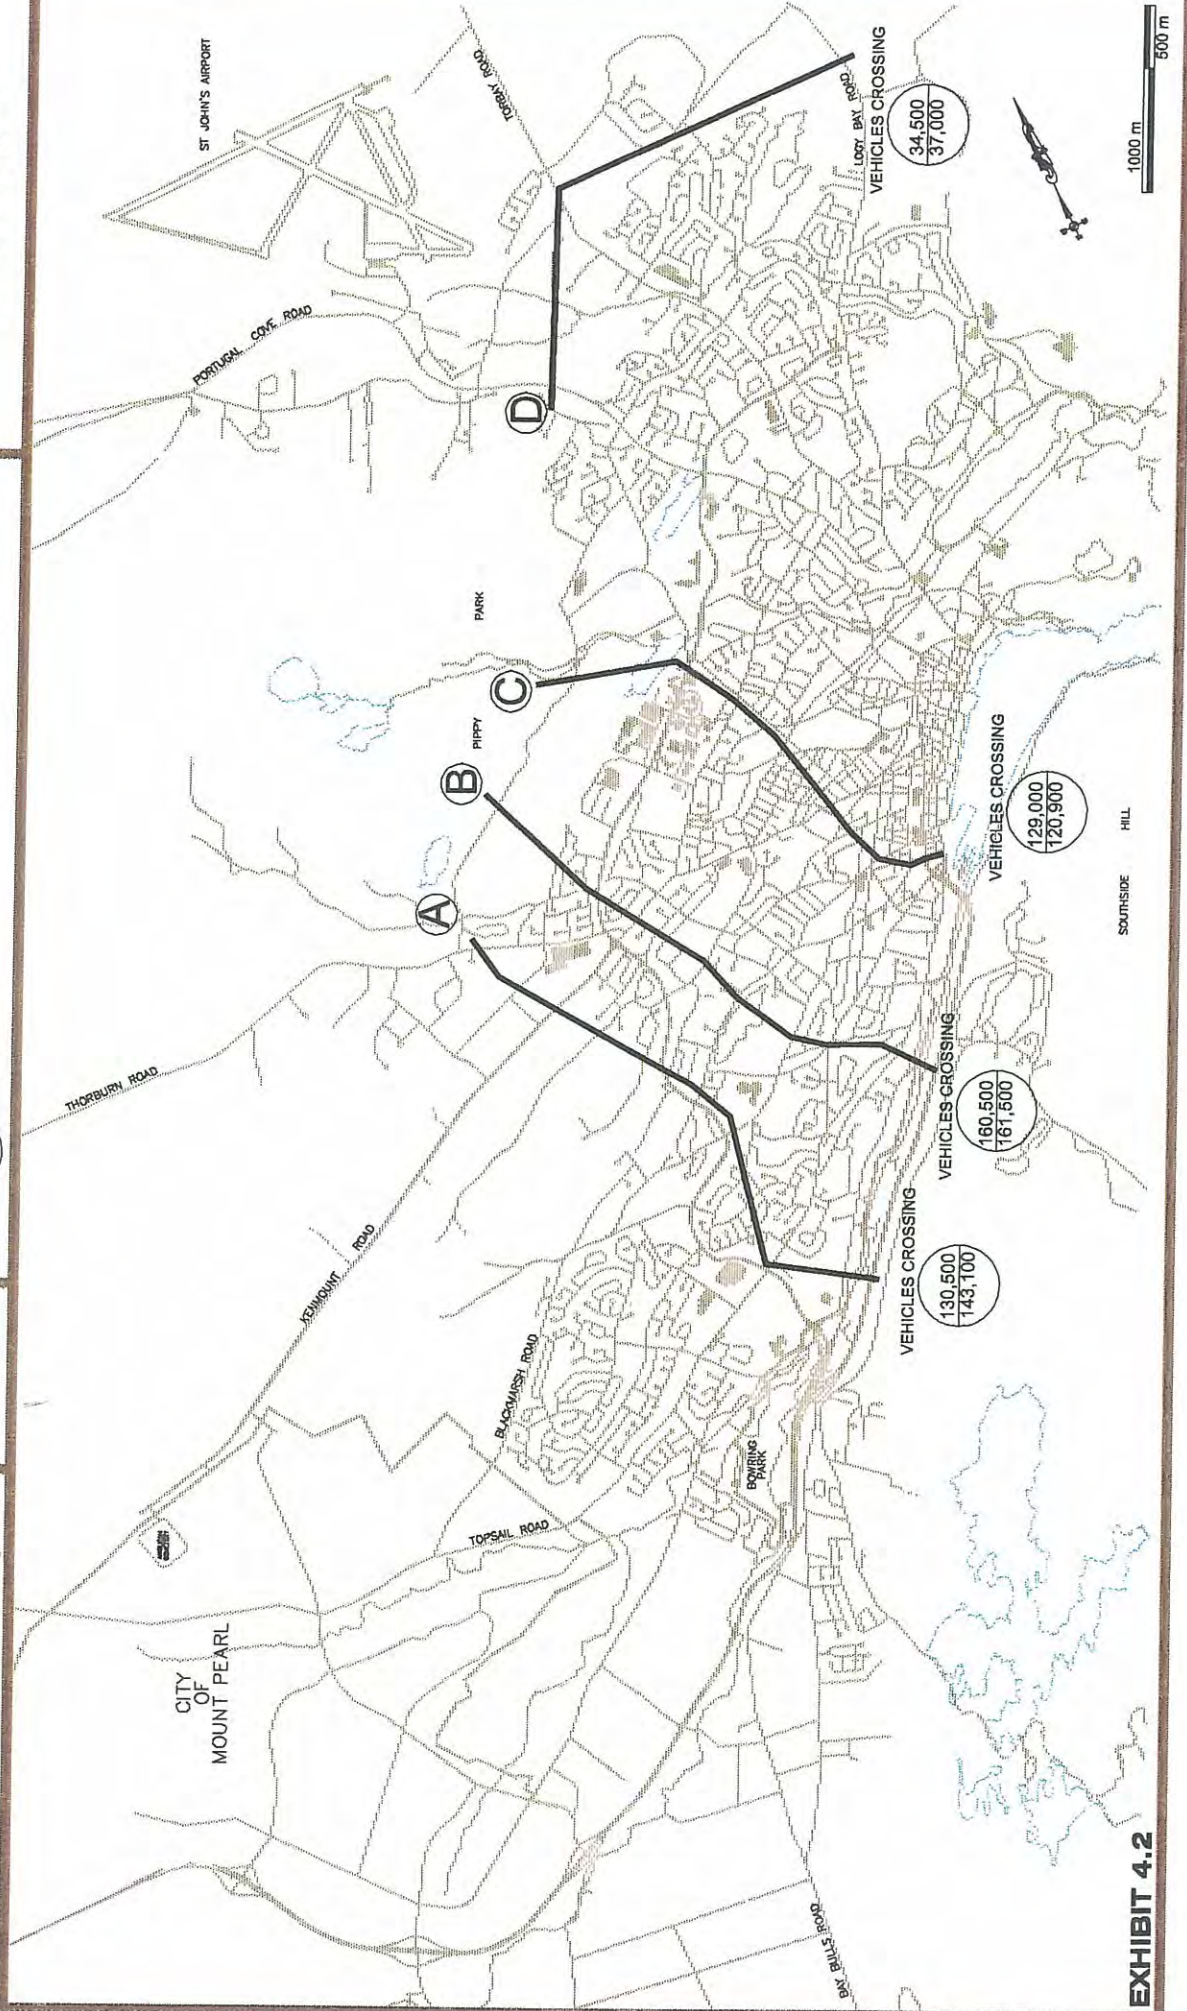 ST JOHN'S AIRPORT
TORBAY ROAD
PORTUGAL COVE ROAD
LOGY BAY ROAD
VEHICLES CROSSING
34,500
37,000
1000 m
500 m
D
PIPPY PARK
C
B
A
VEHICLES CROSSING
129,000
120,900
SOUTHSIDE HILL
THORBURN ROAD
VEHICLES CROSSING
160,500
161,500
KENMOUNT ROAD
VEHICLES CROSSING
130,500
143,100
BLACKMARSH ROAD
BOWRING
PARK
TOPSAIL ROAD
CITY
OF
MOUNT PEARL
BAY BULLS ROAD
EXHIBIT 4.2